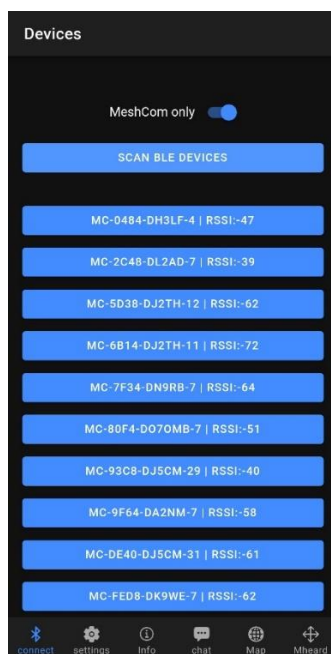 Devices
MeshCom only
SCAN BLE DEVICES
MC-0484-DH3LF-4 | RSSI:-47
MC-2C48-DL2AD-7 | RSSI:-39
MC-5D38-DJ2TH-12 | RSSI:-62
MC-6B14-DJ2TH-11 | RSSI:-72
MC-7F34-DN9RB-7 | RSSI:-64
MC-80F4-DO7OMB-7 | RSSI:-51
MC-93C8-DJ5CM-29 | RSSI:-40
MC-9F64-DA2NM-7 | RSSI:-58
MC-DE40-DJ5CM-31 | RSSI:-61
MC-FED8-DK9WE-7 | RSSI:-62
connect settings Info chat Map Mheard